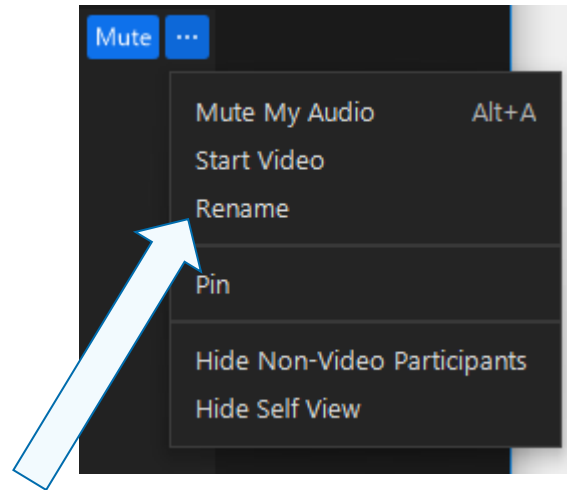 Mute ...
Mute My Audio Alt+A
Start Video
Rename
Pin
Hide Non-Video Participants
Hide Self View